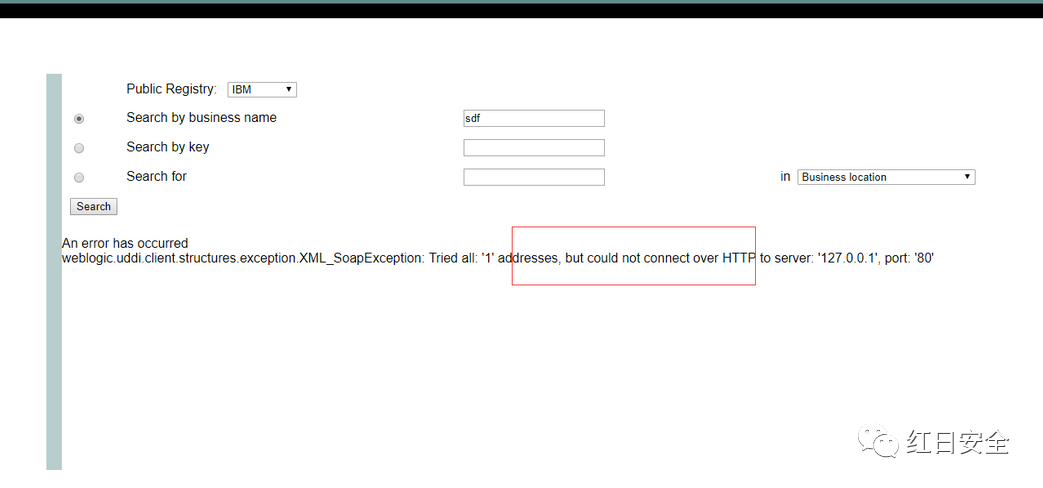 Public Registry: IBM
Search by business name sdf
Search by key
Search for in Business location
Search
An error has occurred
weblogic.uddi.client.structures.exception.XML_SoapException: Tried all: '1' addresses, but could not connect over HTTP to server: '127.0.0.1', port: '80'
红日安全